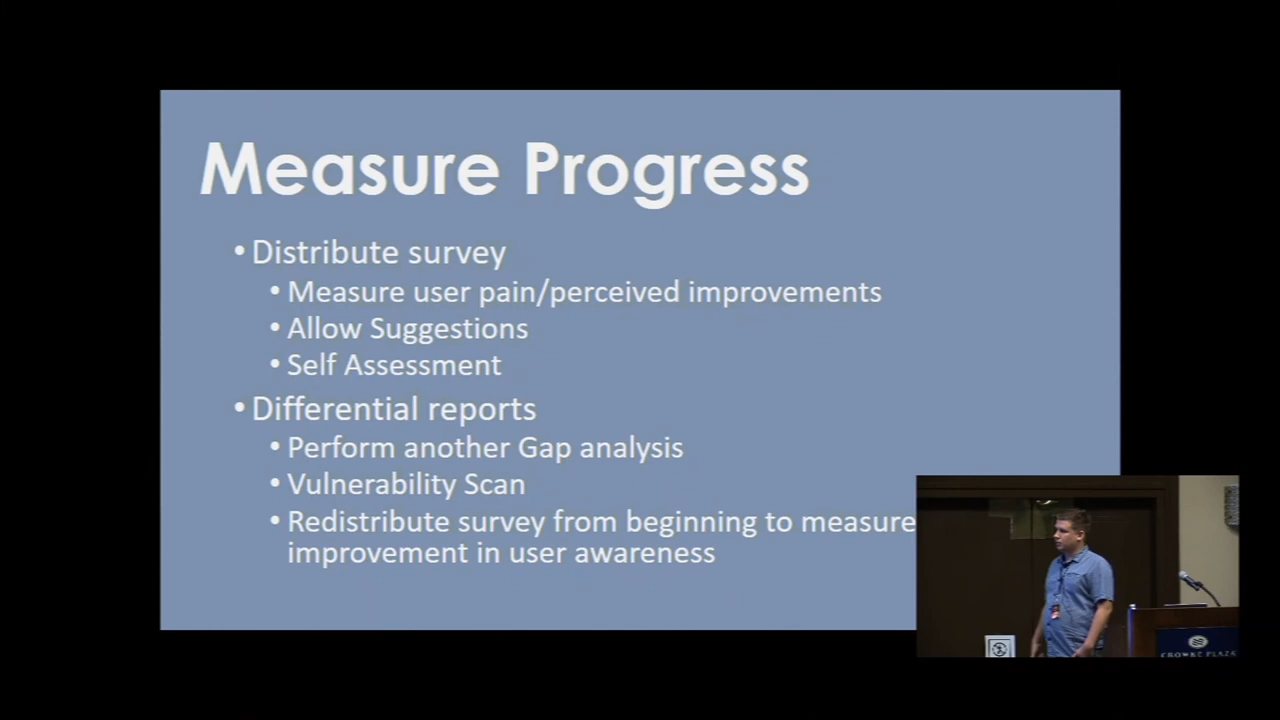 Measure Progress
• Distribute survey
• Measure user pain/perceived improvements
• Allow Suggestions
• Self Assessment
• Differential reports
• Perform another Gap analysis
• Vulnerability Scan
• Redistribute survey from beginning to measure
improvement in user awareness
CROWNE PLAZA